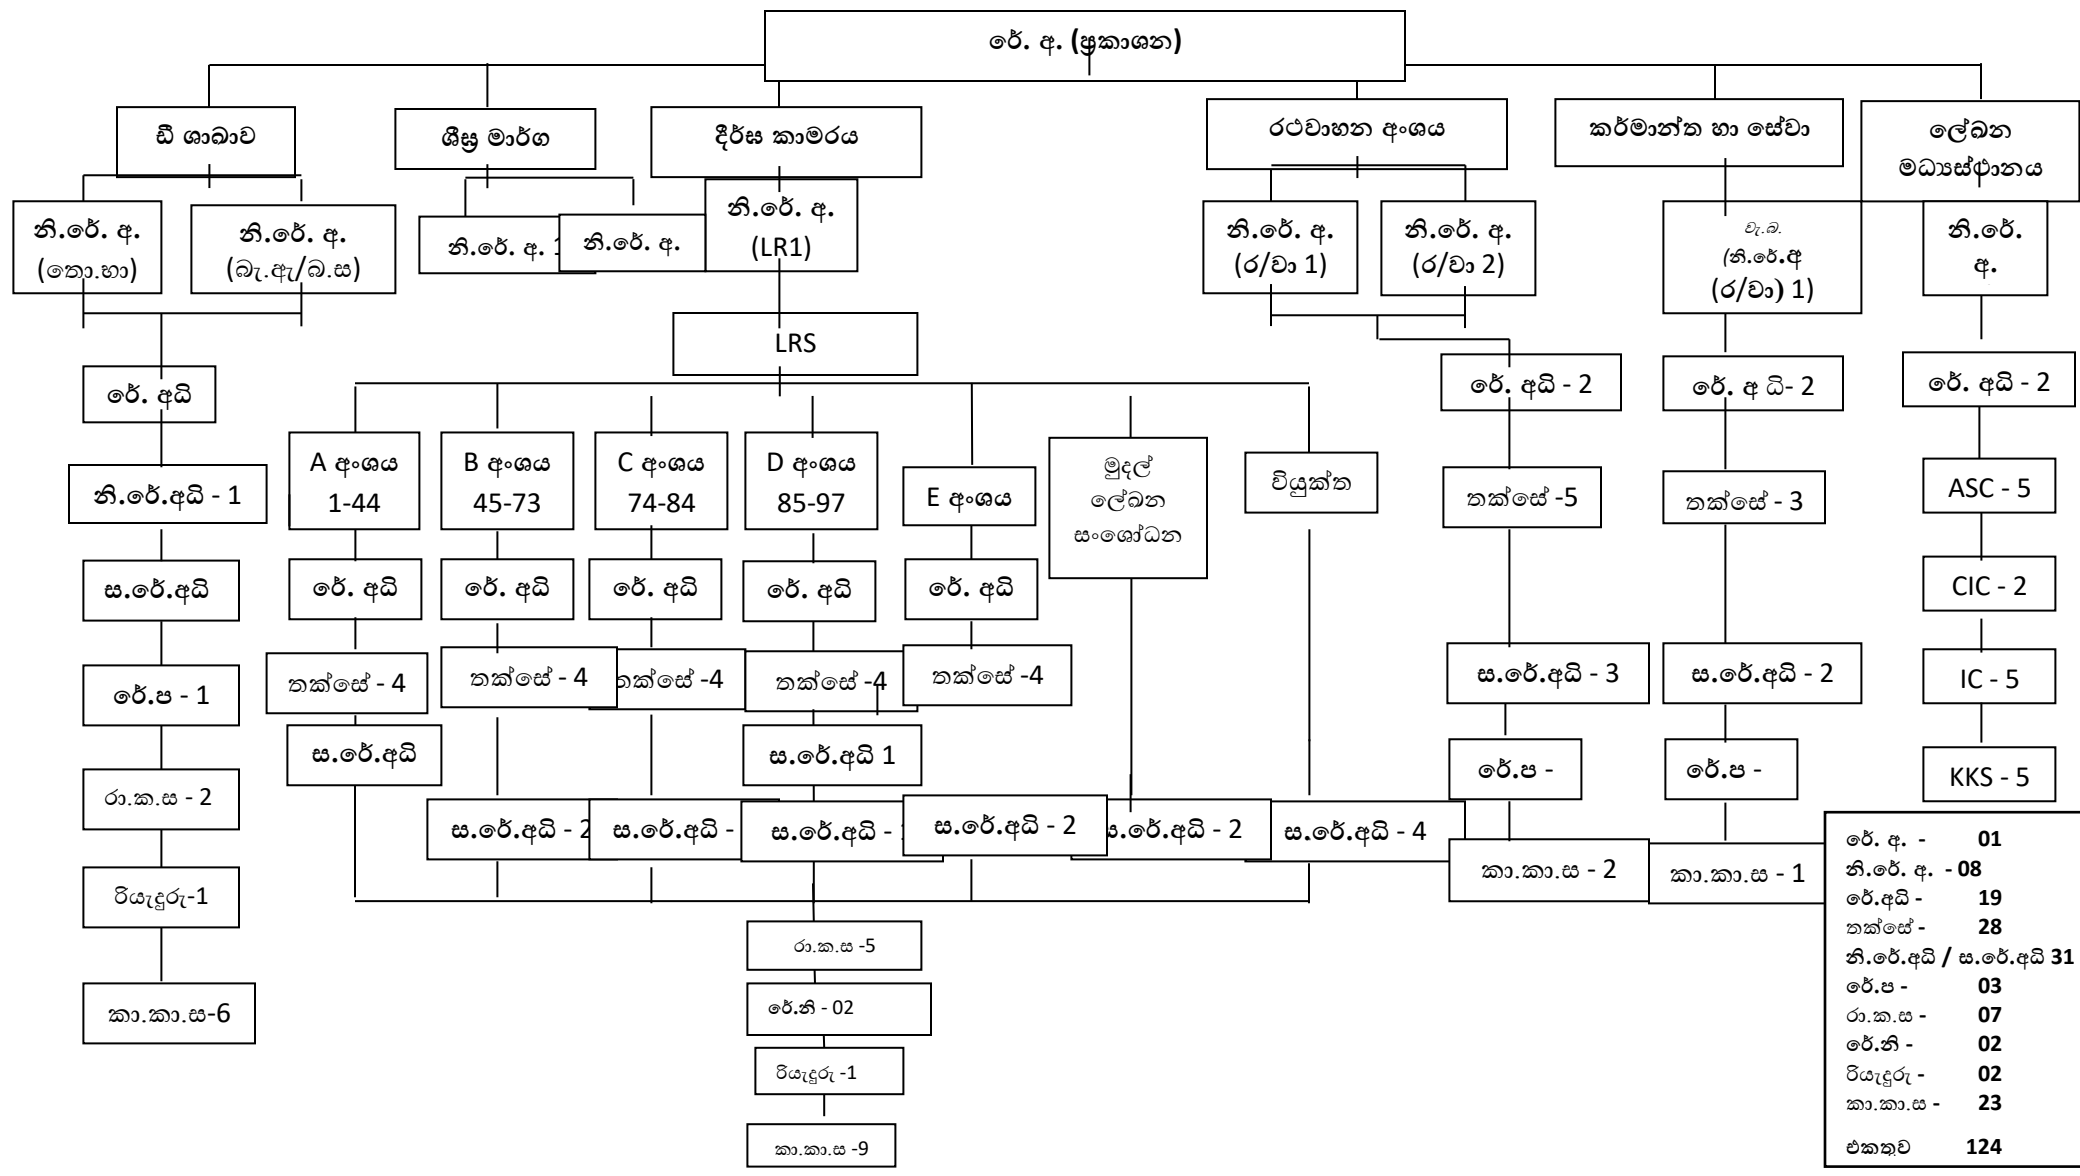 රේ. අ. (ප්‍රකාශන)
ඩී ශාඛාව
ශීඝ්‍ර මාර්ග
දීර්ඝ කාමරය
රථවාහන අංශය
කර්මාන්ත හා සේවා
ලේඛන
මධ්‍යස්ථානය
නි.රේ. අ.
(තො.භා)
නි.රේ. අ.
(බැ.ඇ/බ.ස)
නි.රේ. අ. 1
නි.රේ. අ.
නි.රේ. අ.
(LR1)
නි.රේ. අ.
(ර/වා 1)
නි.රේ. අ.
(ර/වා 2)
වැ.බ.
(නි.රේ.අ
(ර/වා) 1)
නි.රේ.
අ.
LRS
රේ. අධි
රේ. අධි - 2
රේ. අ ධි- 2
රේ. අධි - 2
A අංශය
1-44
B අංශය
45-73
C අංශය
74-84
D අංශය
85-97
E අංශය
මුදල්
ලේඛන
සංශෝධන
වියුක්ත
නි.රේ.අධි - 1
තක්සේ -5
තක්සේ - 3
ASC - 5
ස.රේ.අධි
රේ. අධි
රේ. අධි
රේ. අධි
රේ. අධි
රේ. අධි
CIC - 2
රේ.ප - 1
තක්සේ - 4
තක්සේ - 4
තක්සේ -4
තක්සේ -4
තක්සේ -4
ස.රේ.අධි - 3
ස.රේ.අධි - 2
IC - 5
ස.රේ.අධි
ස.රේ.අධි 1
රේ.ප -
රේ.ප -
KKS - 5
රා.ක.ස - 2
ස.රේ.අධි - 2
ස.රේ.අධි -
ස.රේ.අධි -
ස.රේ.අධි - 2
ස.රේ.අධි - 2
ස.රේ.අධි - 4
කා.කා.ස - 2
කා.කා.ස - 1
රියැදුරු-1
කා.කා.ස-6
රා.ක.ස -5
රේ.නි - 02
රියැදුරු -1
කා.කා.ස -9
රේ. අ. - 01
නි.රේ. අ. - 08
රේ.අධි - 19
තක්සේ - 28
නි.රේ.අධි / ස.රේ.අධි 31
රේ.ප - 03
රා.ක.ස - 07
රේ.නි - 02
රියැදුරු - 02
කා.කා.ස - 23
එකතුව 124